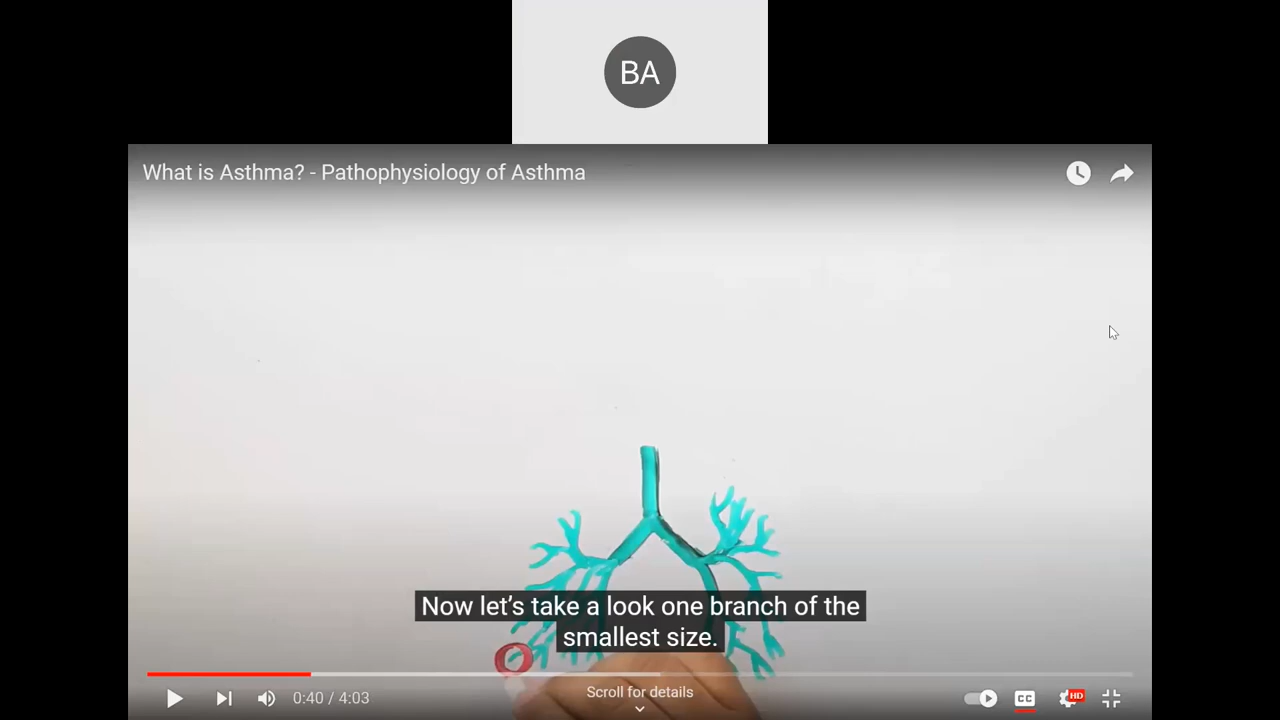 BA
What is Asthma? - Pathophysiology of Asthma
Now let’s take a look one branch of the
smallest size.
Scroll for details
0:40 / 4:03
CC
HD